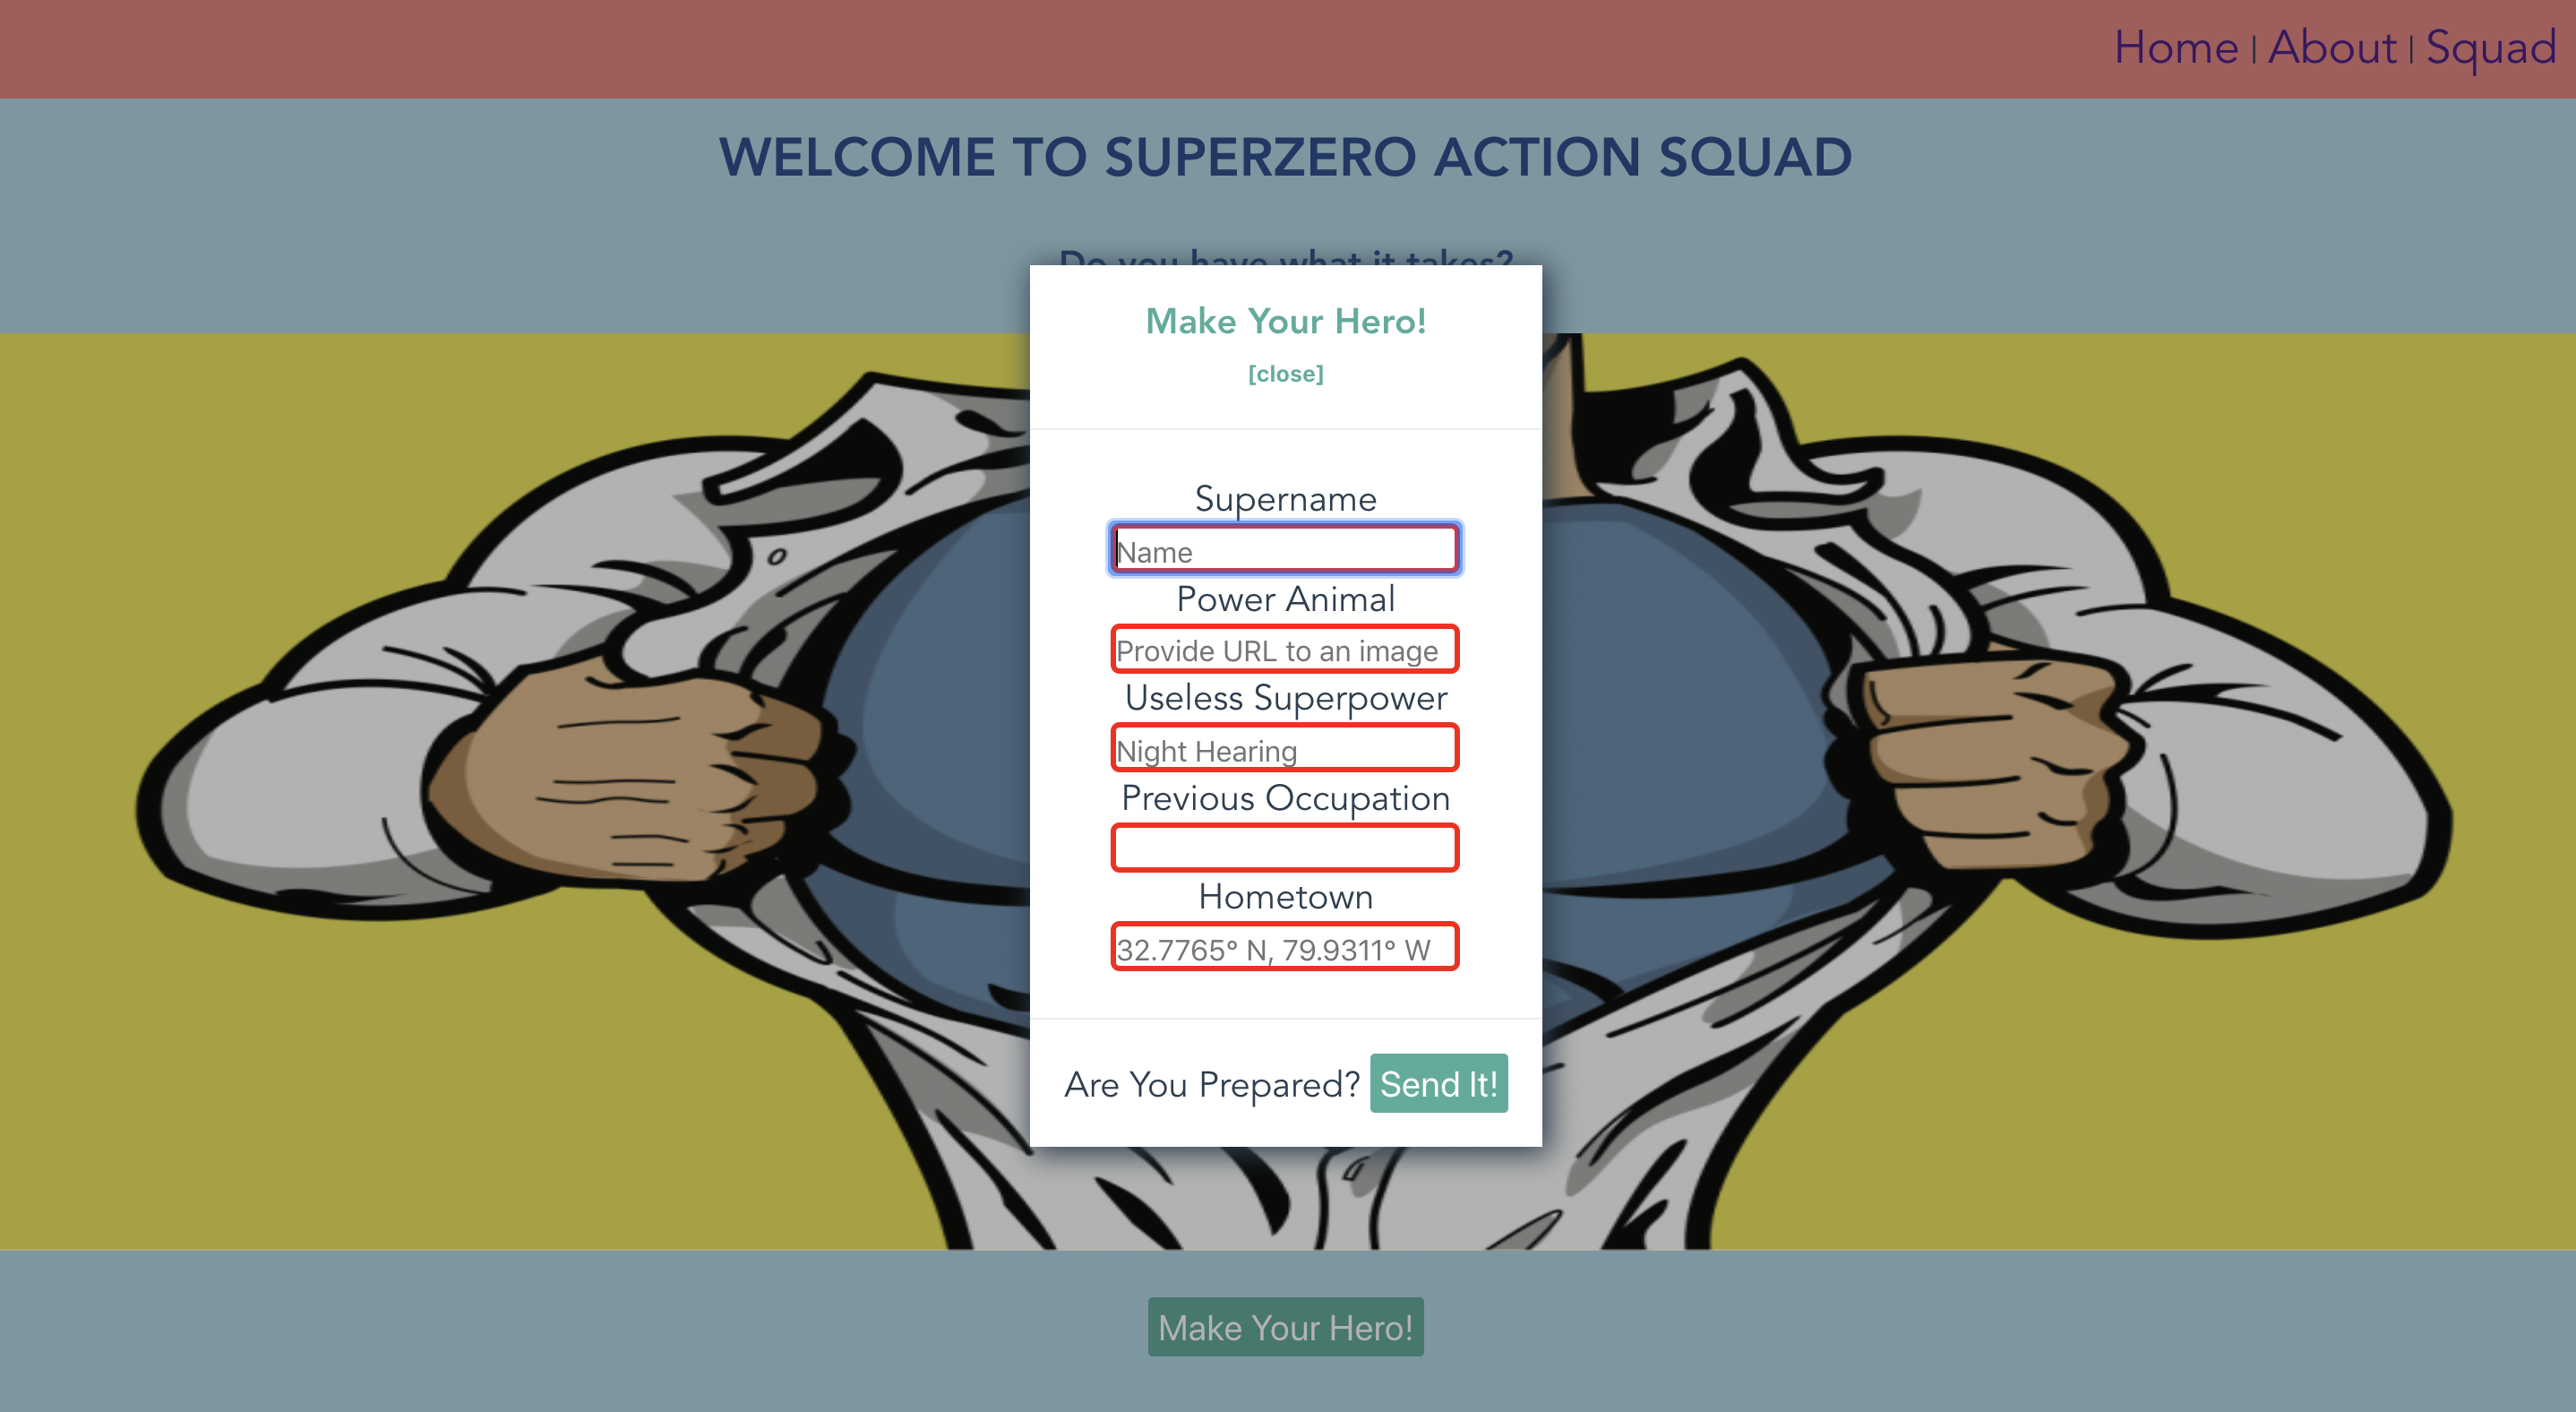 Home | About | Squad
WELCOME TO SUPERZERO ACTION SQUAD
Do you have what it takes?
Make Your Hero!
[close]
Supername
Name
Power Animal
Provide URL to an image
Useless Superpower
Night Hearing
Previous Occupation
Hometown
32.7765° N, 79.9311° W
Are You Prepared? Send It!
Make Your Hero!